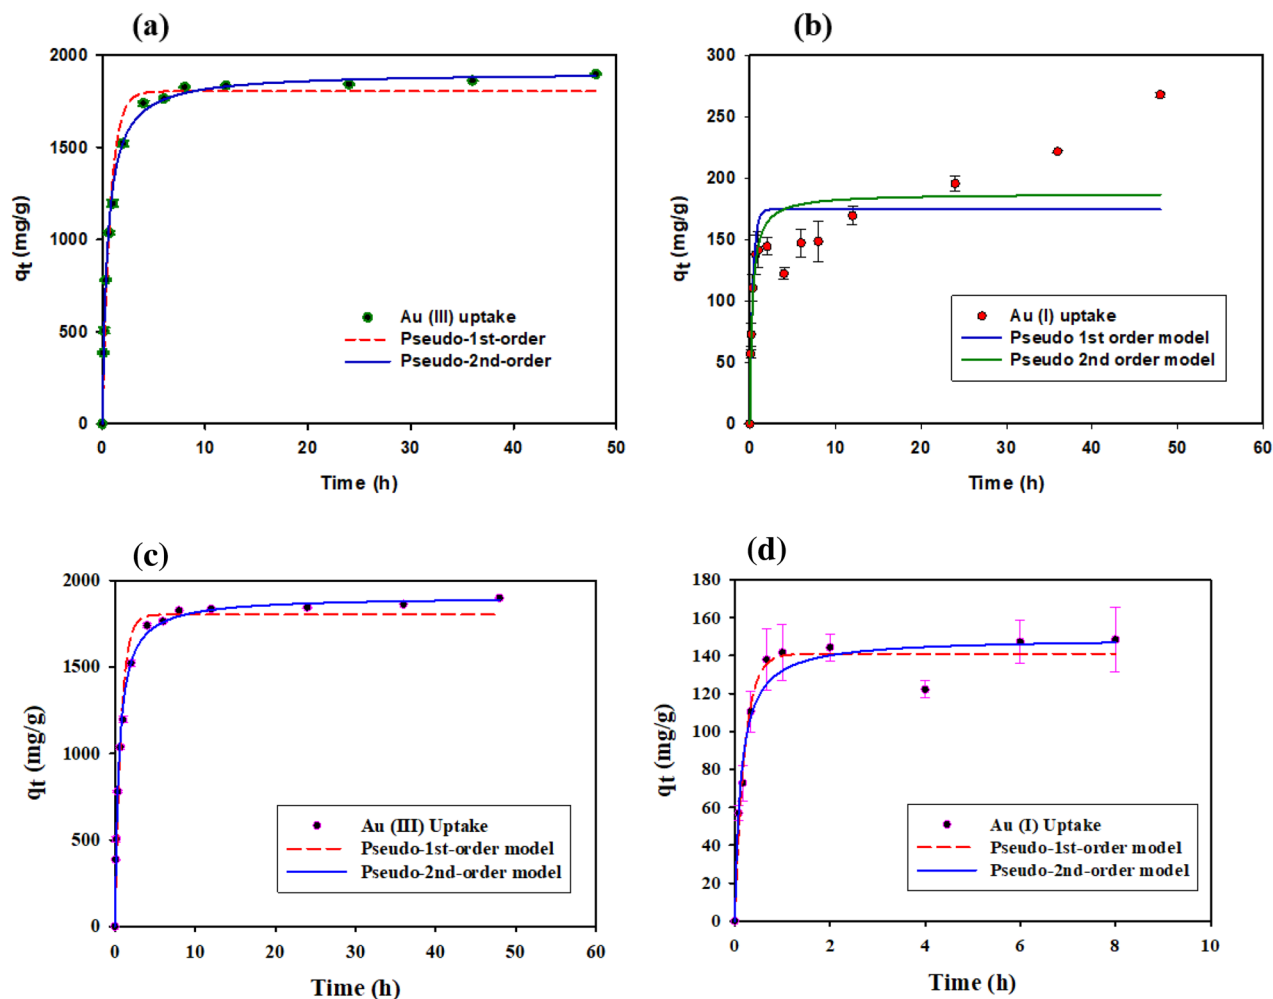 (a)
2000
1500
1000
500
0
qt (mg/g)
Au (III) uptake
Pseudo-1st-order
Pseudo-2nd-order
0 10 20 30 40 50
Time (h)
(b)
300
250
200
150
100
50
0
qt (mg/g)
Au (I) uptake
Pseudo 1st order model
Pseudo 2nd order model
0 10 20 30 40 50 60
Time (h)
(c)
2000
1500
1000
500
0
qt (mg/g)
Au (III) Uptake
Pseudo-1st-order model
Pseudo-2nd-order model
0 10 20 30 40 50 60
Time (h)
(d)
180
160
140
120
100
80
60
40
20
0
qt (mg/g)
Au (I) Uptake
Pseudo-1st-order model
Pseudo-2nd-order model
0 2 4 6 8 10
Time (h)